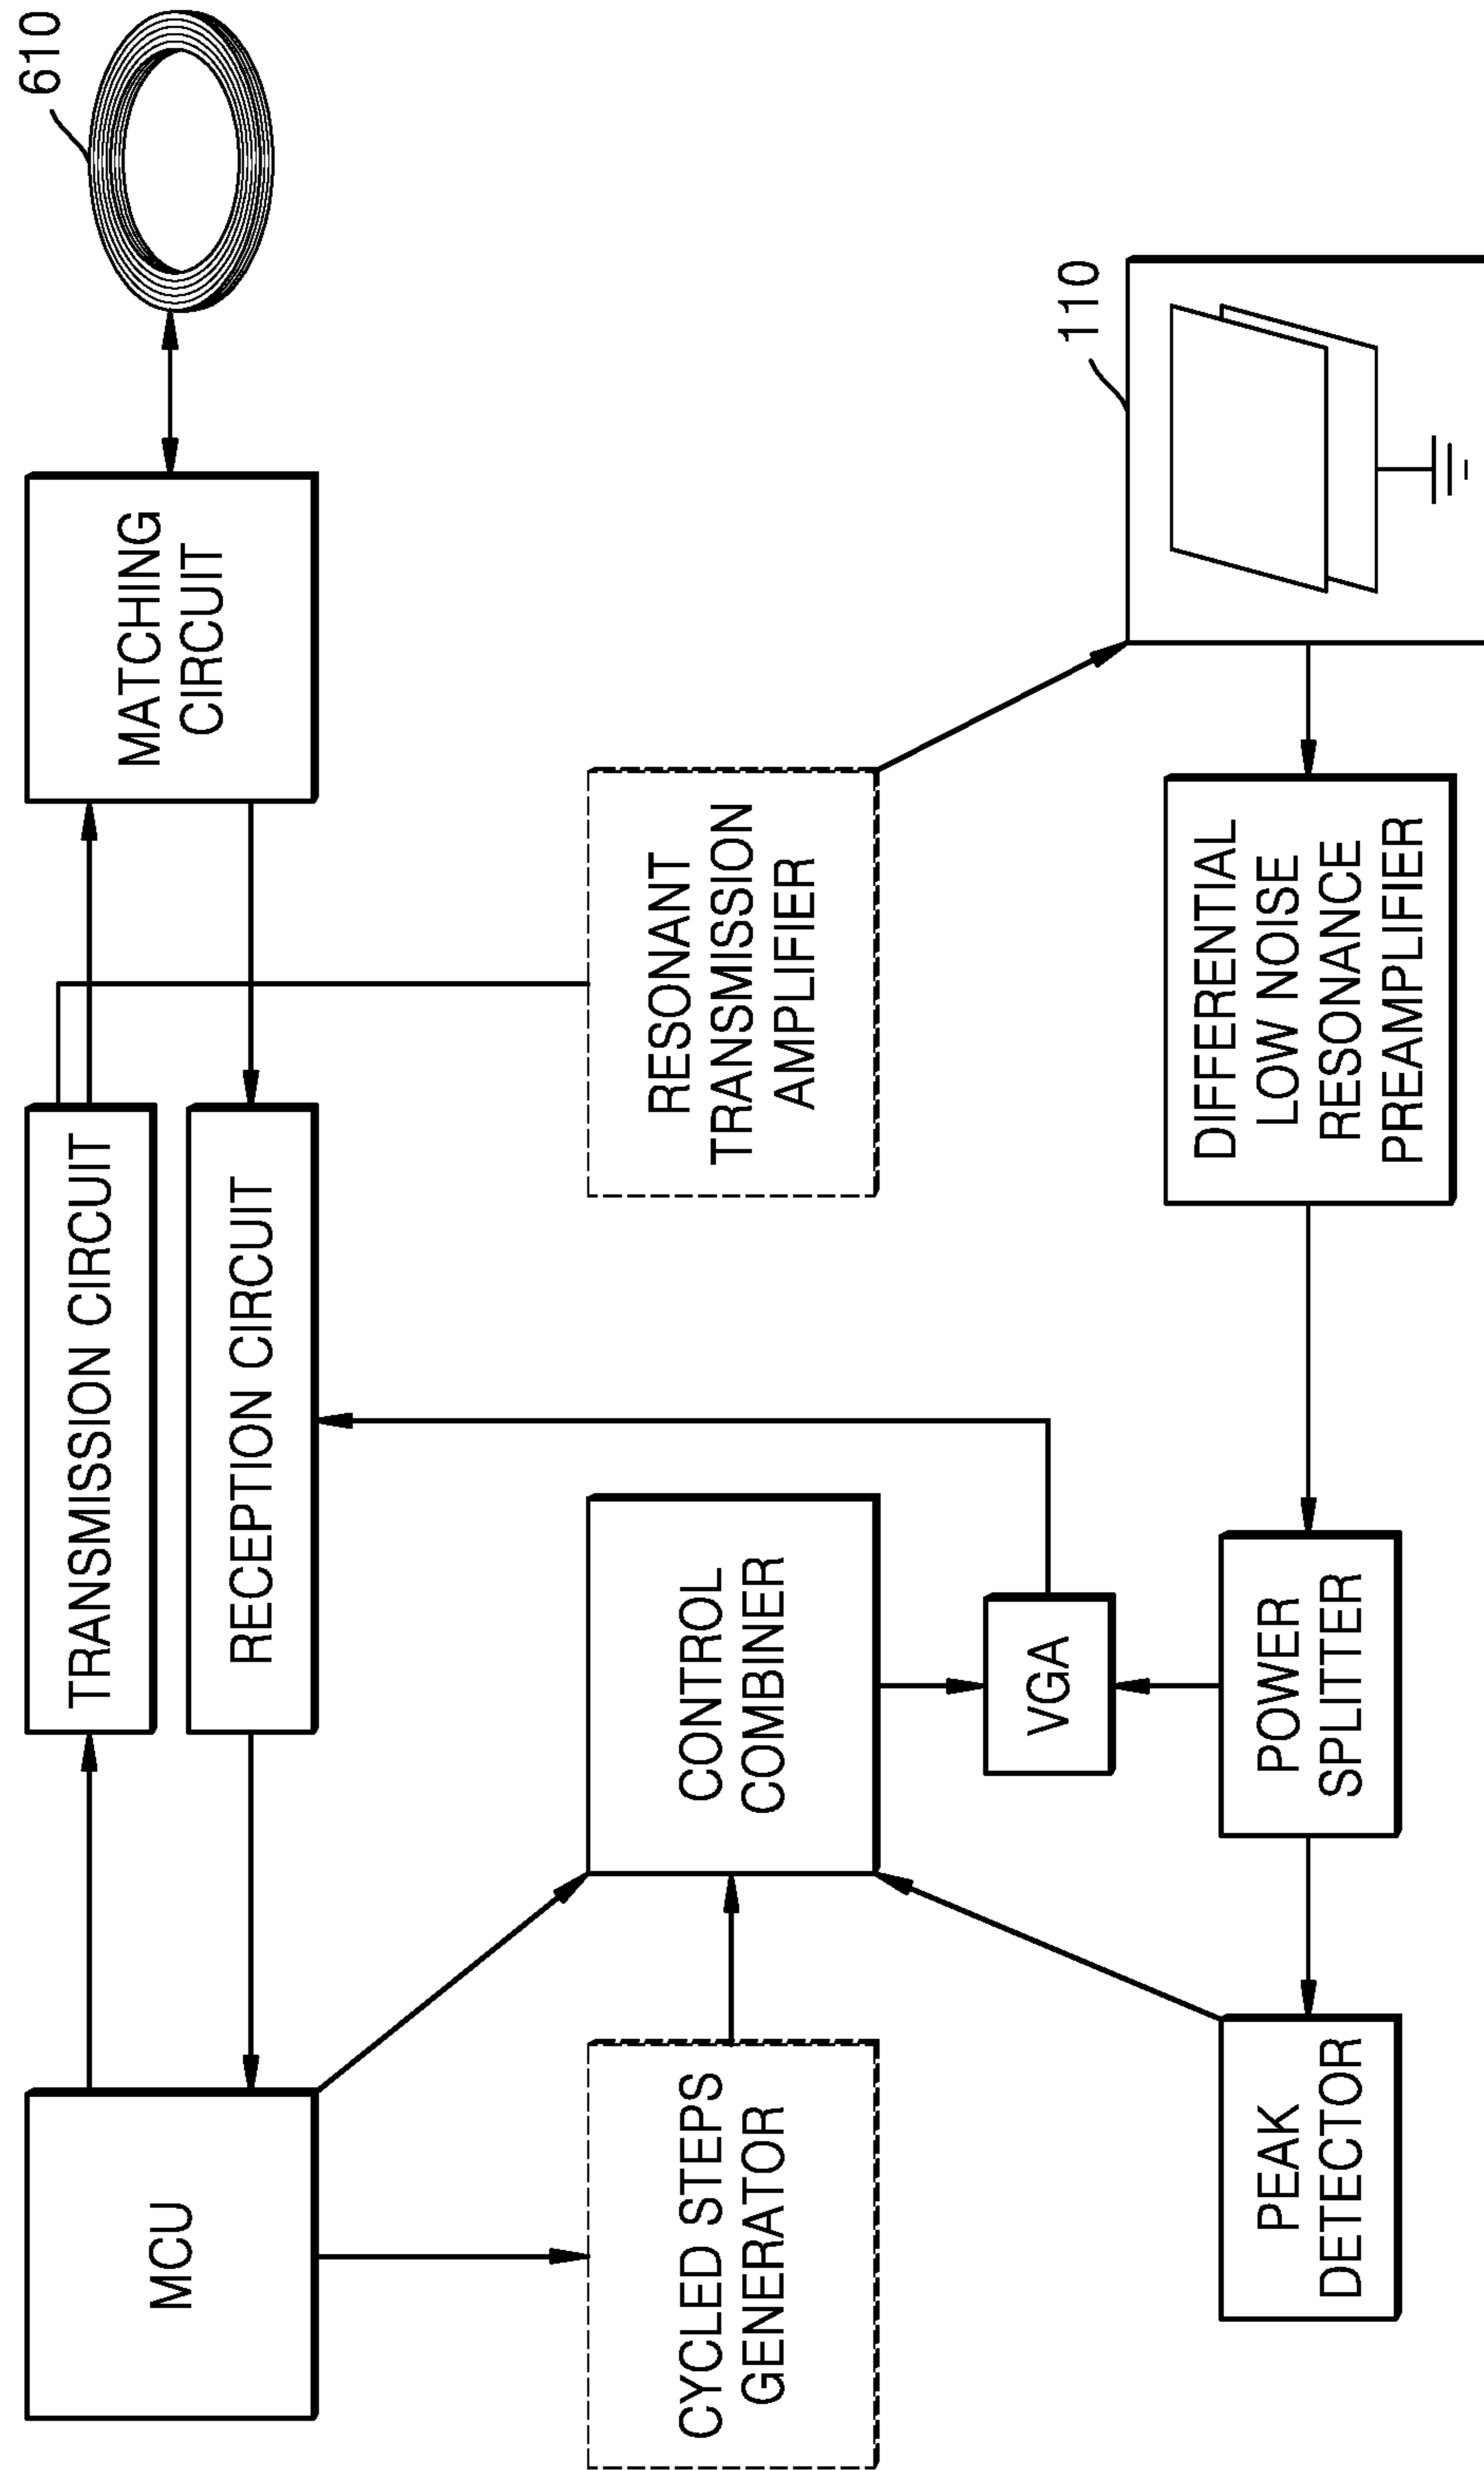 MCU
TRANSMISSION CIRCUIT
RECEPTION CIRCUIT
MATCHING
CIRCUIT
610
CYCLED STEPS
GENERATOR
CONTROL
COMBINER
RESONANT
TRANSMISSION
AMPLIFIER
VGA
110
PEAK
DETECTOR
POWER
SPLITTER
DIFFERENTIAL
LOW NOISE
RESONANCE
PREAMPLIFIER